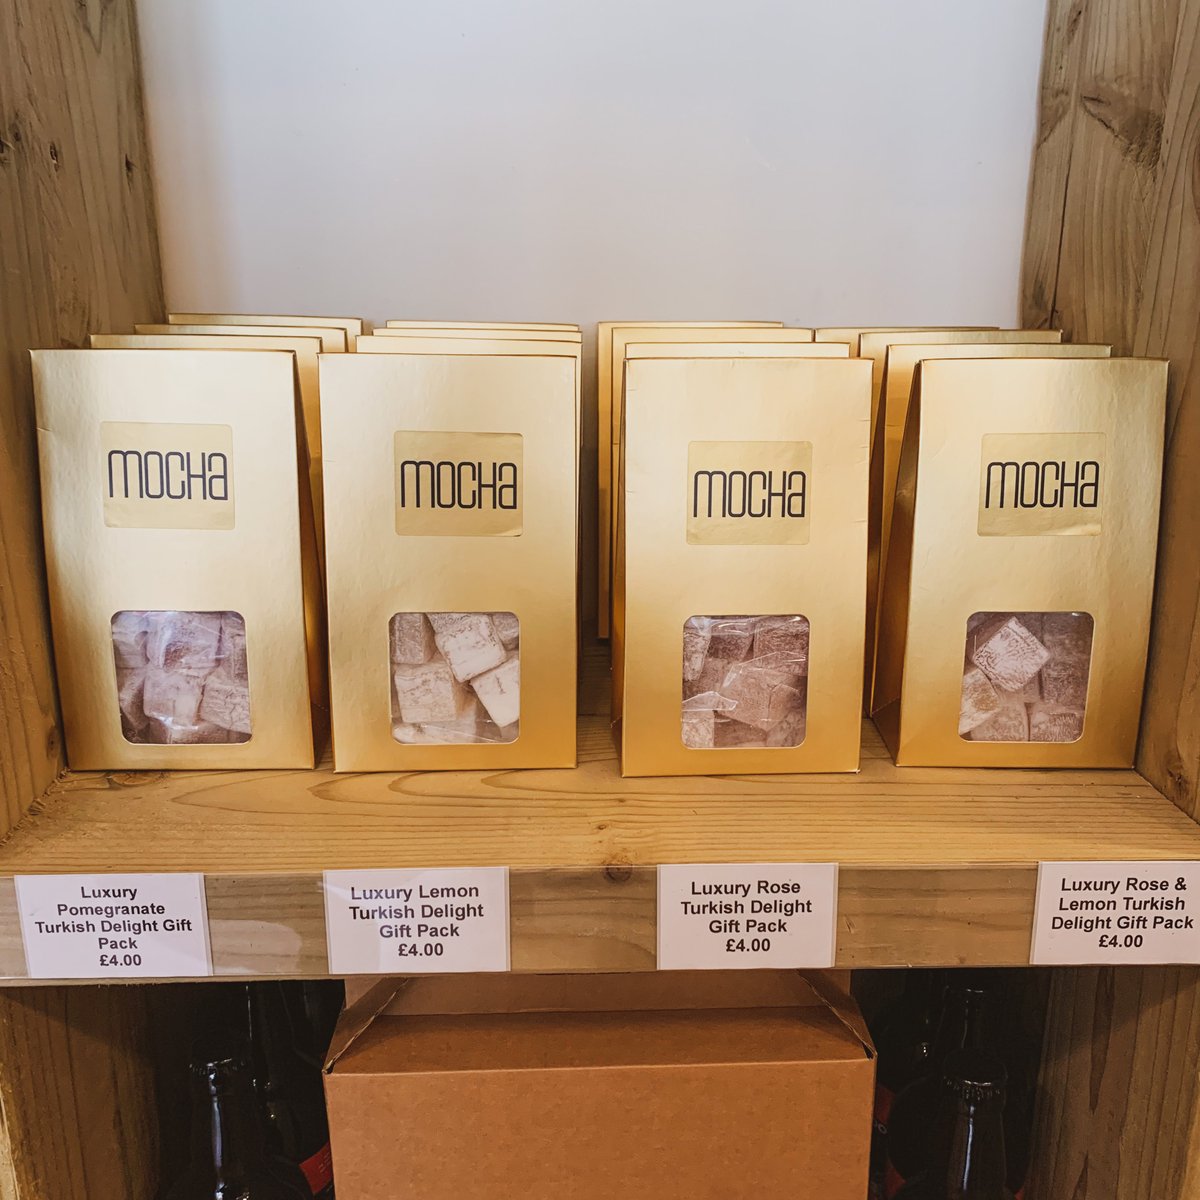 mocha
mocha
mocha
mocha
Luxury
Pomegranate
Turkish Delight Gift
Pack
£4.00
Luxury Lemon
Turkish Delight
Gift Pack
£4.00
Luxury Rose
Turkish Delight
Gift Pack
£4.00
Luxury Rose &
Lemon Turkish
Delight Gift Pack
£4.00